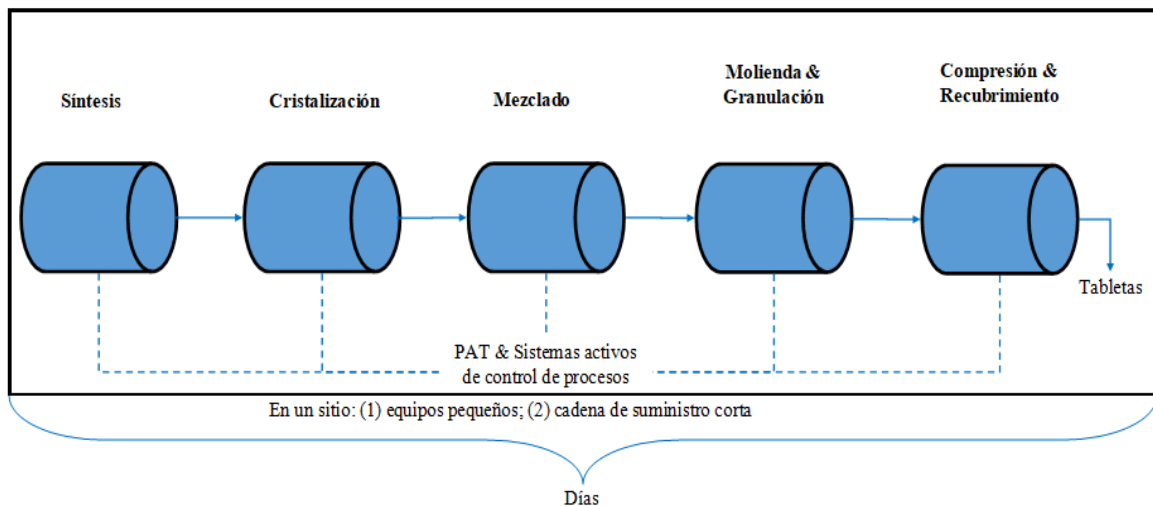 Síntesis
Cristalización
Mezclado
Molienda &
Granulación
Compresión &
Recubrimiento
Tabletas
PAT & Sistemas activos
de control de procesos
En un sitio: (1) equipos pequeños; (2) cadena de suministro corta
Días